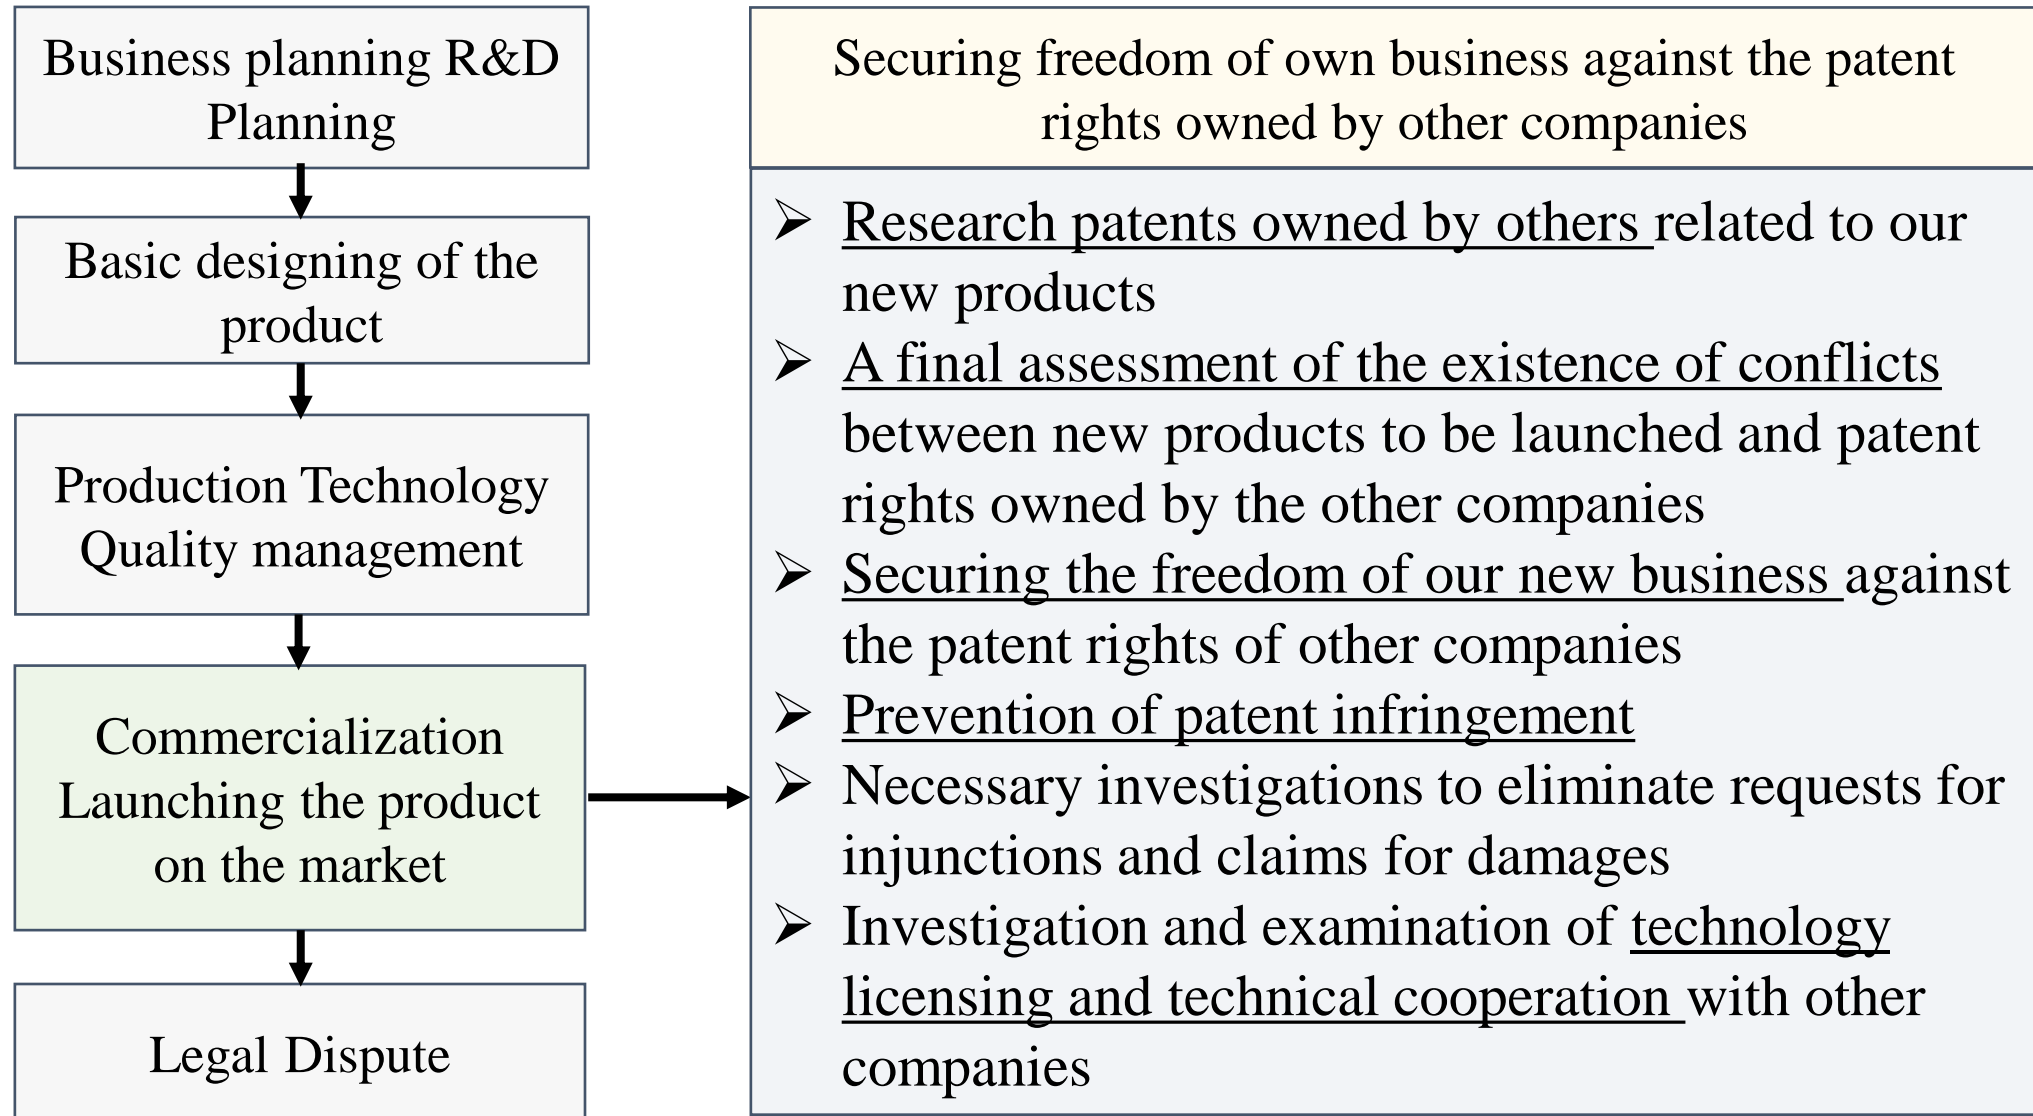 Business planning R&D
Planning
Basic designing of the
product
Production Technology
Quality management
Commercialization
Launching the product
on the market
Legal Dispute
Securing freedom of own business against the patent
rights owned by other companies
➢ Research patents owned by others related to our
new products
➢ A final assessment of the existence of conflicts
between new products to be launched and patent
rights owned by the other companies
➢ Securing the freedom of our new business against
the patent rights of other companies
➢ Prevention of patent infringement
➢ Necessary investigations to eliminate requests for
injunctions and claims for damages
➢ Investigation and examination of technology
licensing and technical cooperation with other
companies